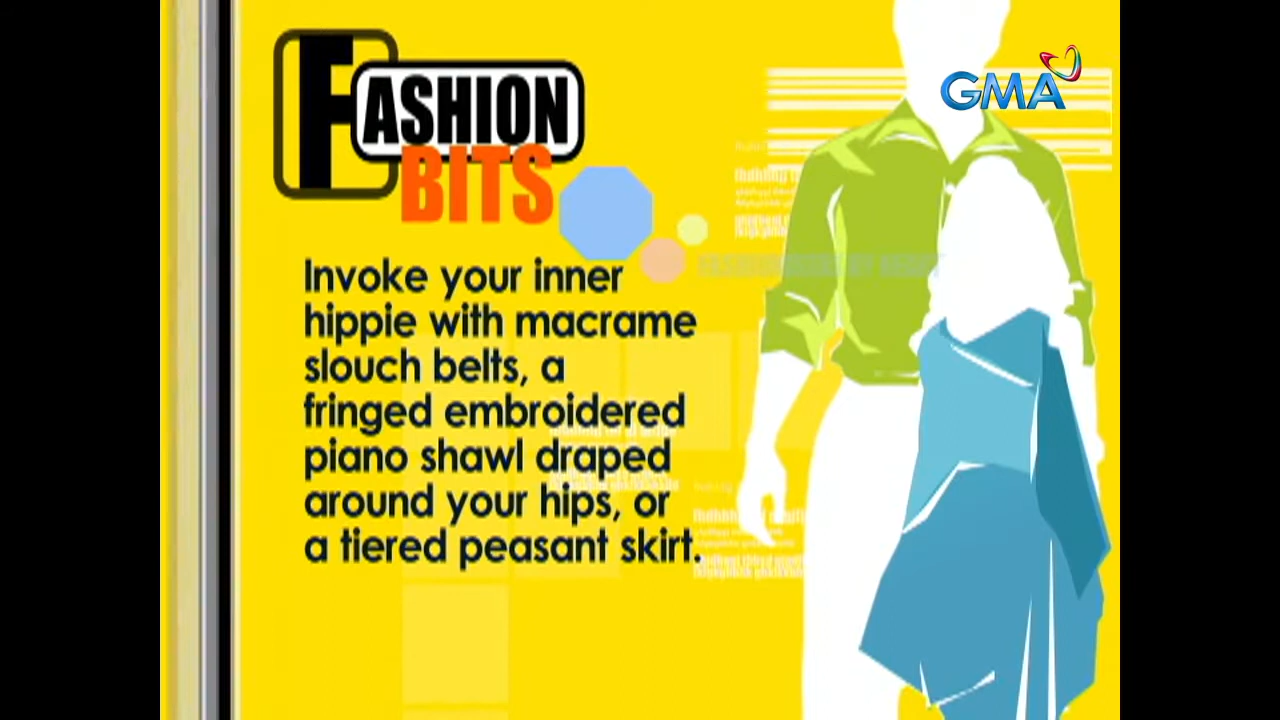 FASHION
BITS
GMA
Invoke your inner
hippie with macrame
slouch belts, a
fringed embroidered
piano shawl draped
around your hips, or
a tiered peasant skirt.